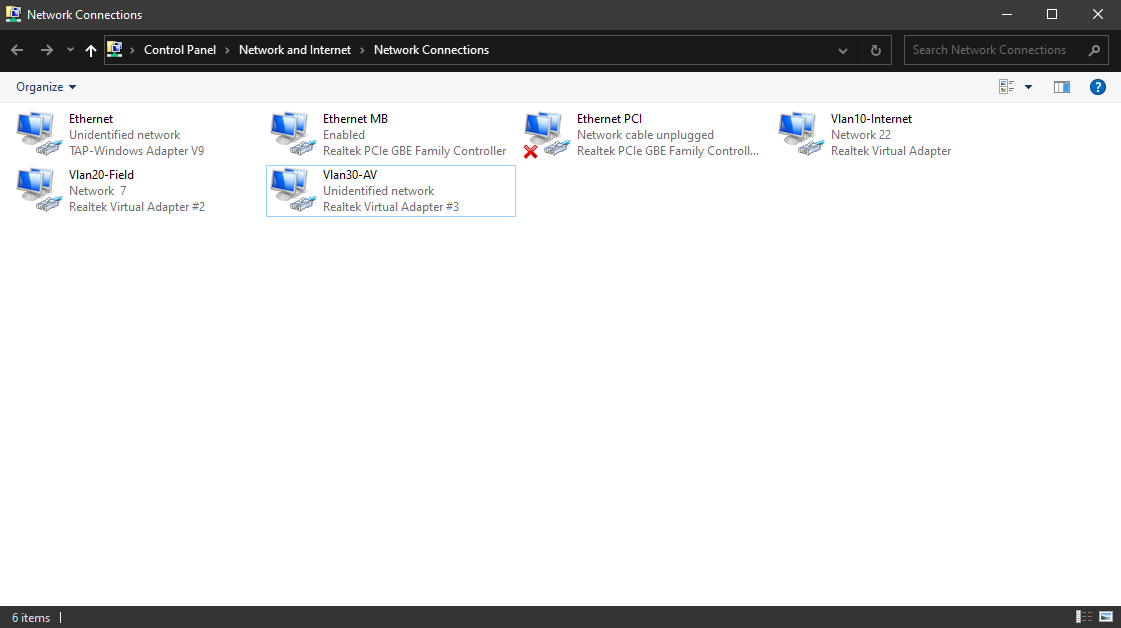 Network Connections
Control Panel > Network and Internet > Network Connections
Search Network Connections
Organize
?
Ethernet
Unidentified network
TAP-Windows Adapter V9
Ethernet MB
Enabled
Realtek PCIe GBE Family Controller
Ethernet PCI
Network cable unplugged
Realtek PCIe GBE Family Controll...
Vlan10-Internet
Network 22
Realtek Virtual Adapter
Vlan20-Field
Network  7
Realtek Virtual Adapter #2
Vlan30-AV
Unidentified network
Realtek Virtual Adapter #3
6 items